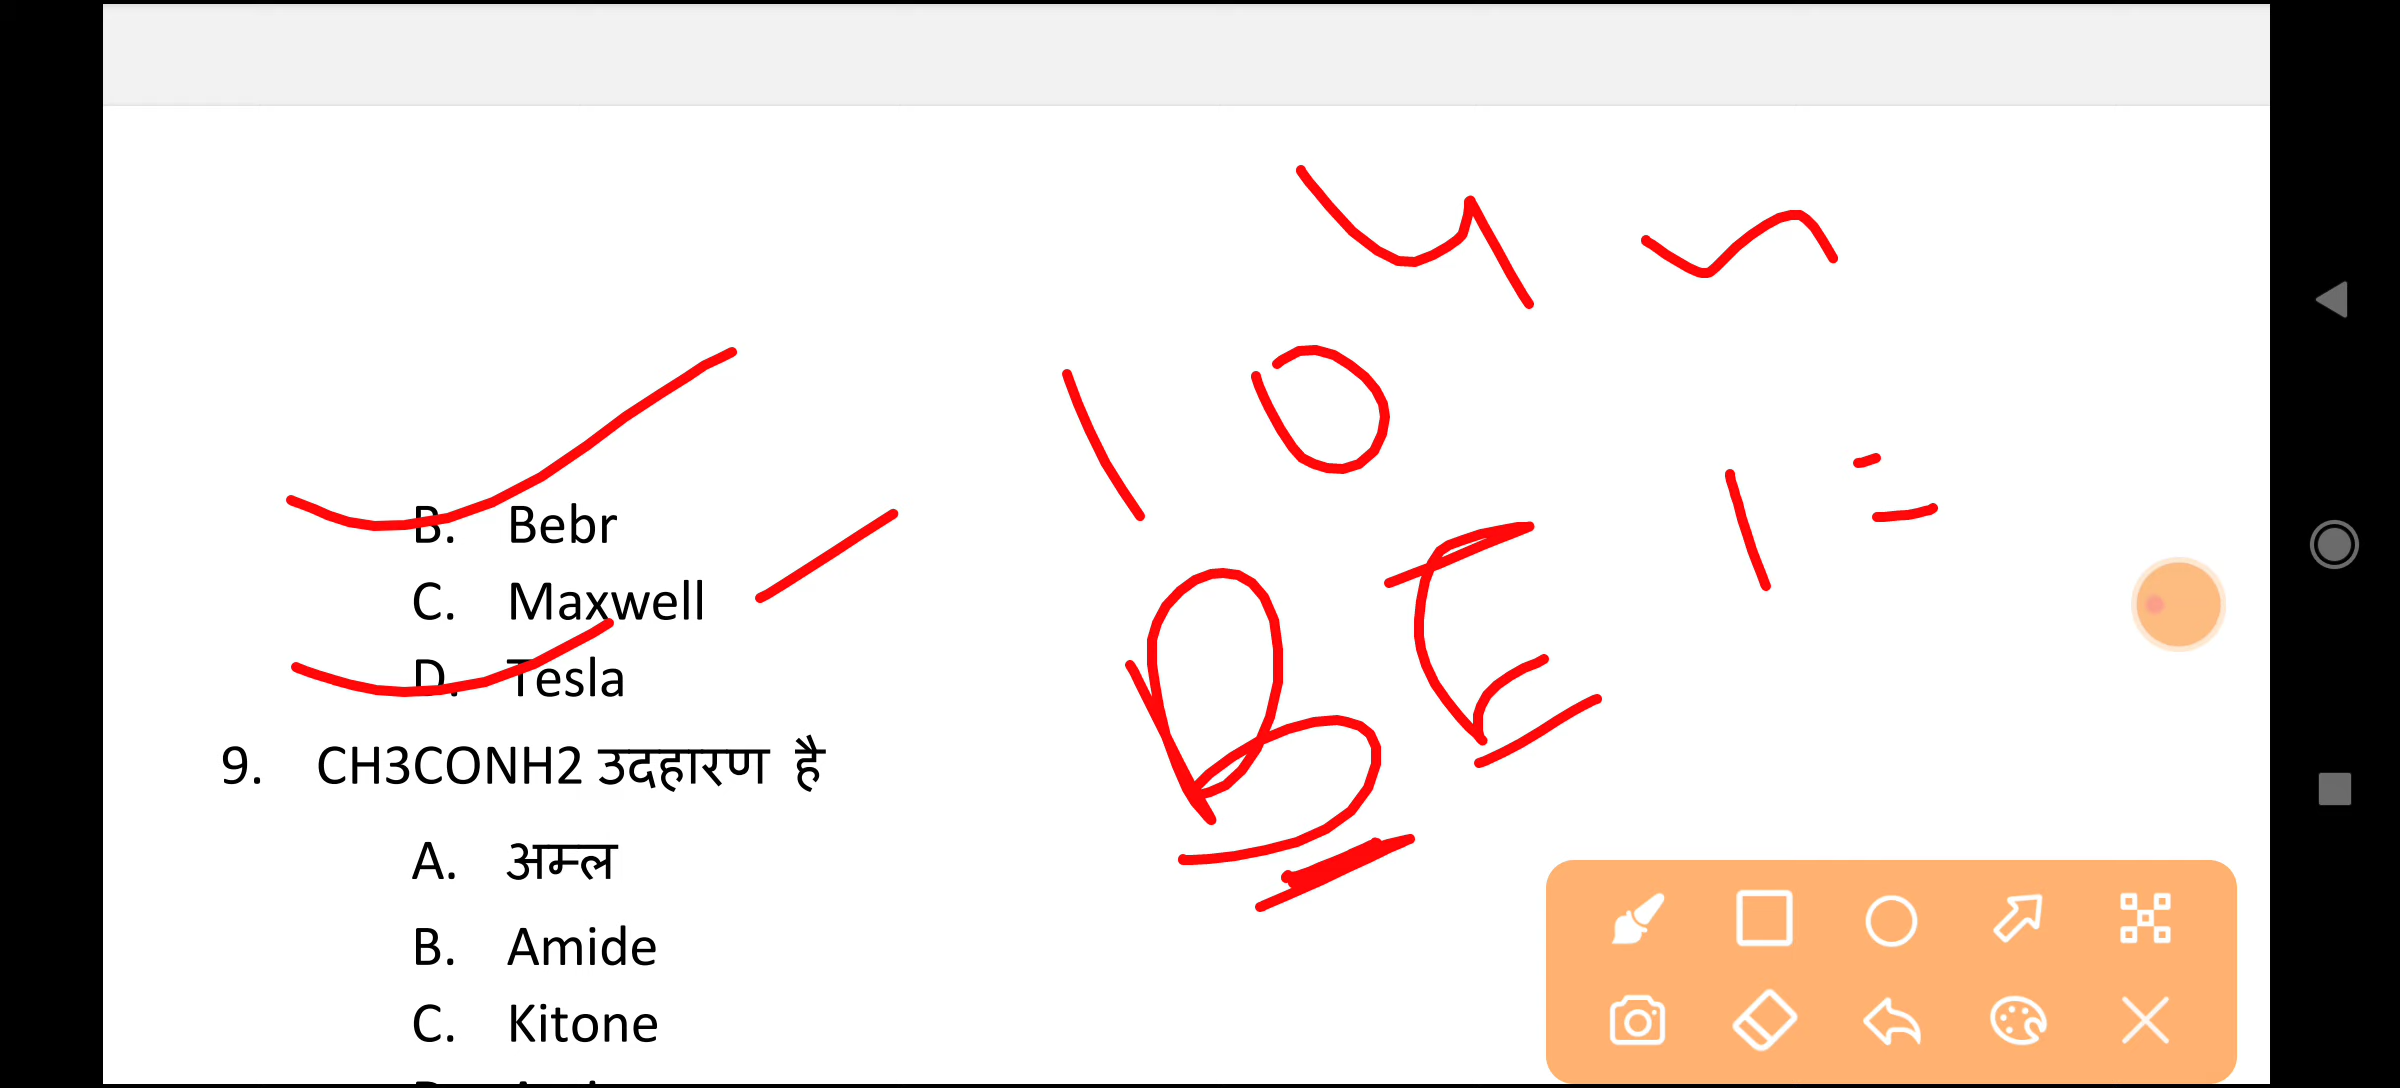 B. Bebr
C. Maxwell
D. Tesla
10
BE
9. CH3CONH2 उदहारण है
A. अम्ल
B. Amide
C. Kitone